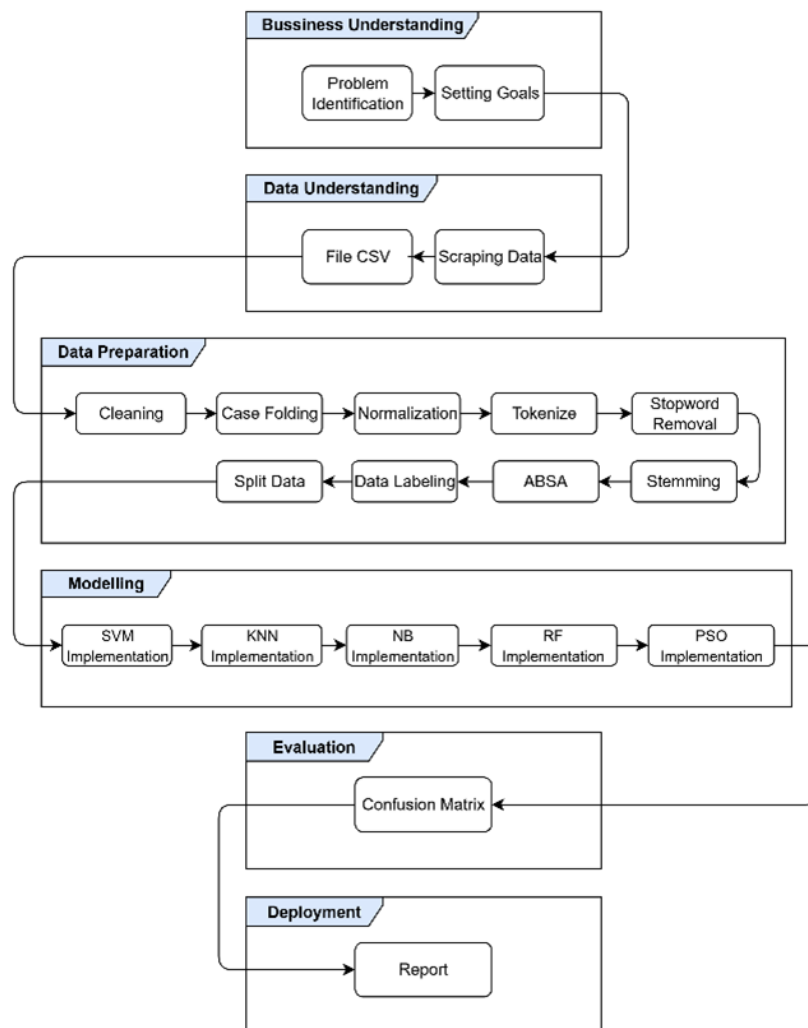 Bussiness Understanding
Problem
Identification
Setting Goals
Data Understanding
File CSV
Scraping Data
Data Preparation
Cleaning
Case Folding
Normalization
Tokenize
Stopword
Removal
Split Data
Data Labeling
ABSA
Stemming
Modelling
SVM
Implementation
KNN
Implementation
NB
Implementation
RF
Implementation
PSO
Implementation
Evaluation
Confusion Matrix
Deployment
Report